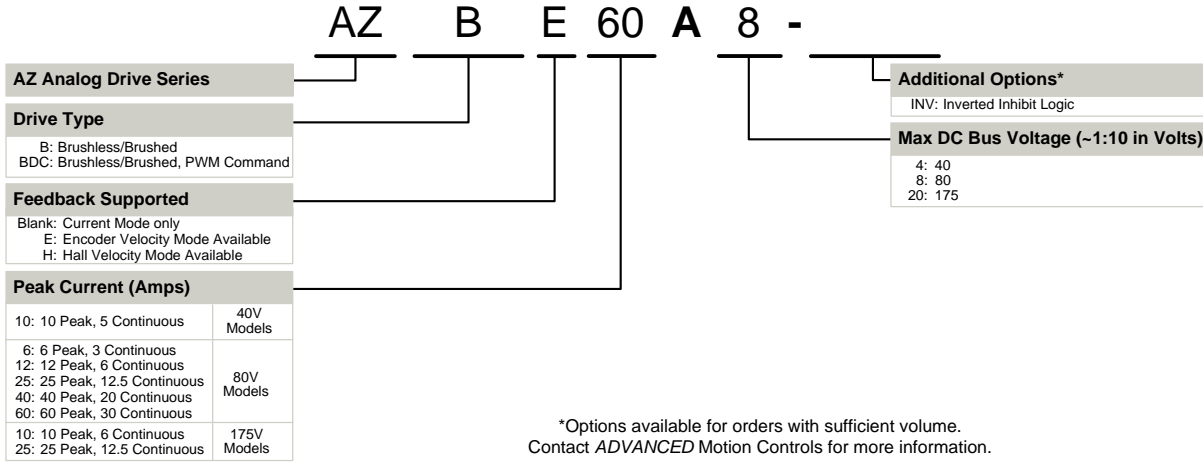 AZ B E 60 A 8 -
AZ Analog Drive Series
Drive Type
B: Brushless/Brushed
BDC: Brushless/Brushed, PWM Command
Feedback Supported
Blank: Current Mode only
E: Encoder Velocity Mode Available
H: Hall Velocity Mode Available
Peak Current (Amps)
10: 10 Peak, 5 Continuous
40V
Models
6: 6 Peak, 3 Continuous
12: 12 Peak, 6 Continuous
25: 25 Peak, 12.5 Continuous
40: 40 Peak, 20 Continuous
60: 60 Peak, 30 Continuous
80V
Models
10: 10 Peak, 6 Continuous
25: 25 Peak, 12.5 Continuous
175V
Models
Additional Options*
INV: Inverted Inhibit Logic
Max DC Bus Voltage (~1:10 in Volts)
4: 40
8: 80
20: 175
*Options available for orders with sufficient volume.
Contact ADVANCED Motion Controls for more information.